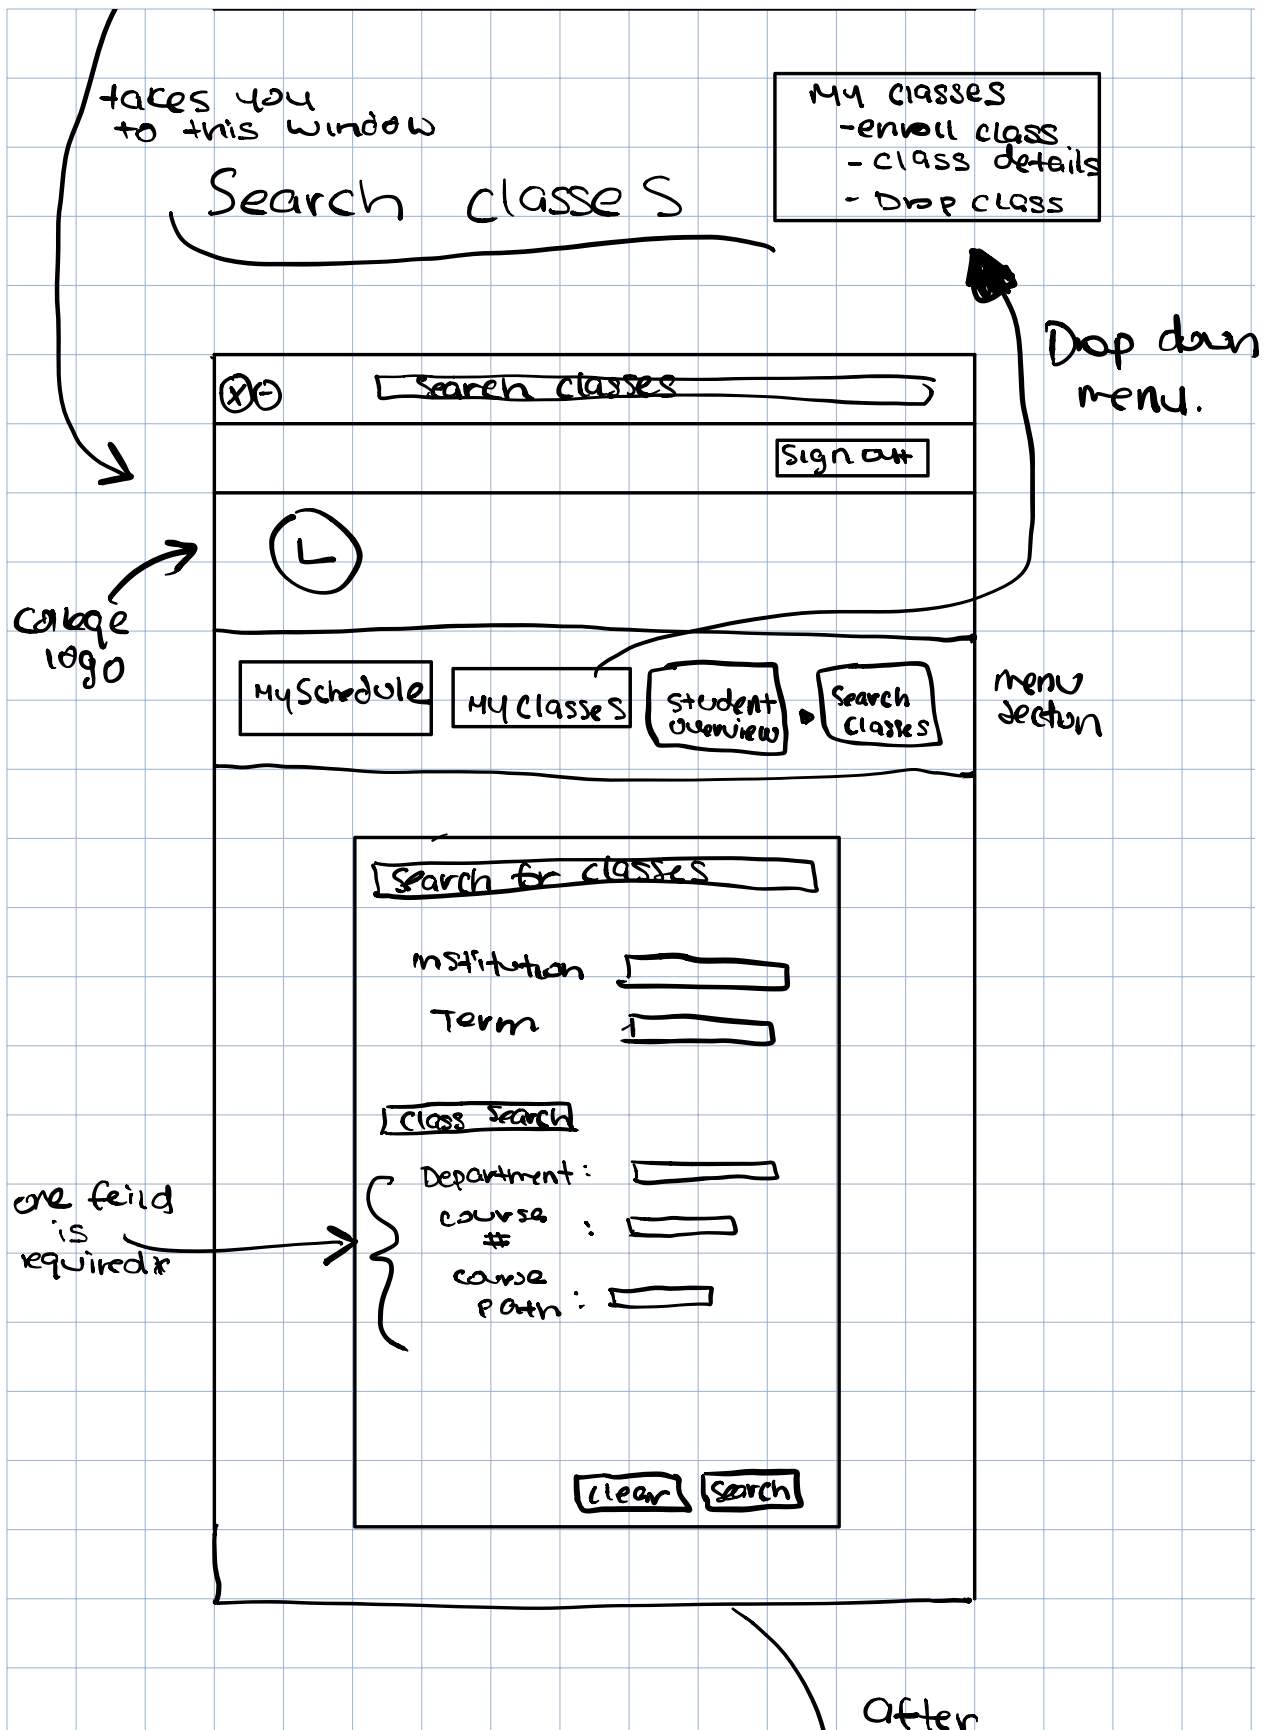 takes you
to this window
Search classes
My classes
-enroll class
- class details
- Drop class
Drop down
menu.
X -
Search classes
Sign out
L
college
logo
My Schedule
My Classes
Student
overview
Search
Classes
menu
section
Search for classes
Institution
Term
Class Search
Department:
course
# :
course
path:
one feild
is
required*
clear
Search
After